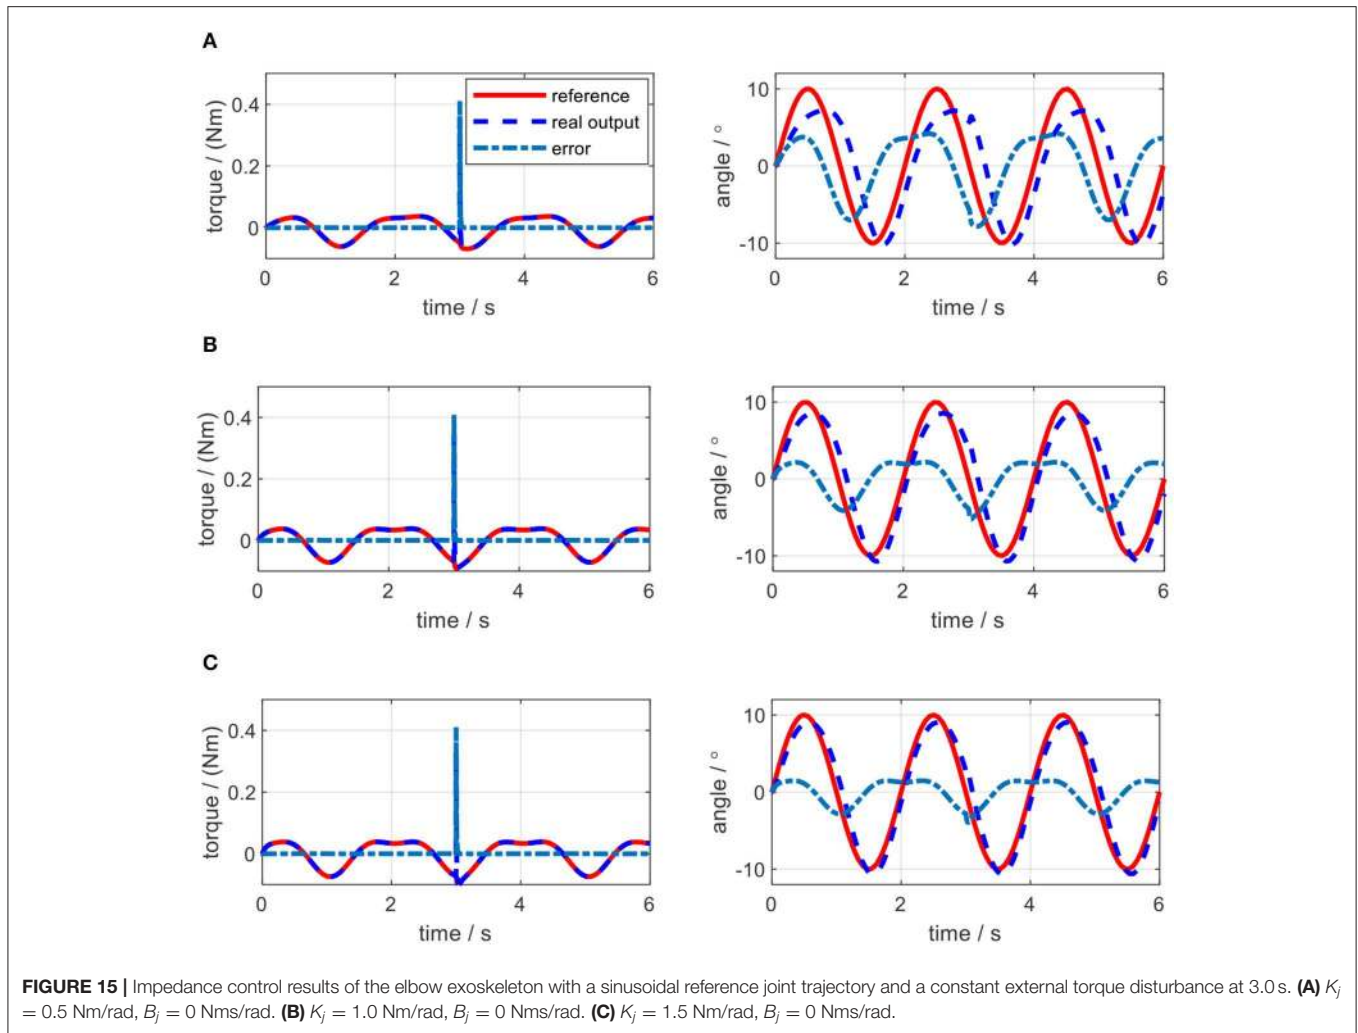 A
torque / (Nm)
0.4
0.2
0
reference
real output
error
0 2 4 6
time / s
angle / °
10
0
-10
0 2 4 6
time / s
B
torque / (Nm)
0.4
0.2
0
0 2 4 6
time / s
angle / °
10
0
-10
0 2 4 6
time / s
C
torque / (Nm)
0.4
0.2
0
0 2 4 6
time / s
angle / °
10
0
-10
0 2 4 6
time / s
FIGURE 15 | Impedance control results of the elbow exoskeleton with a sinusoidal reference joint trajectory and a constant external torque disturbance at 3.0 s. (A) Kj
= 0.5 Nm/rad, Bj = 0 Nms/rad. (B) Kj = 1.0 Nm/rad, Bj = 0 Nms/rad. (C) Kj = 1.5 Nm/rad, Bj = 0 Nms/rad.